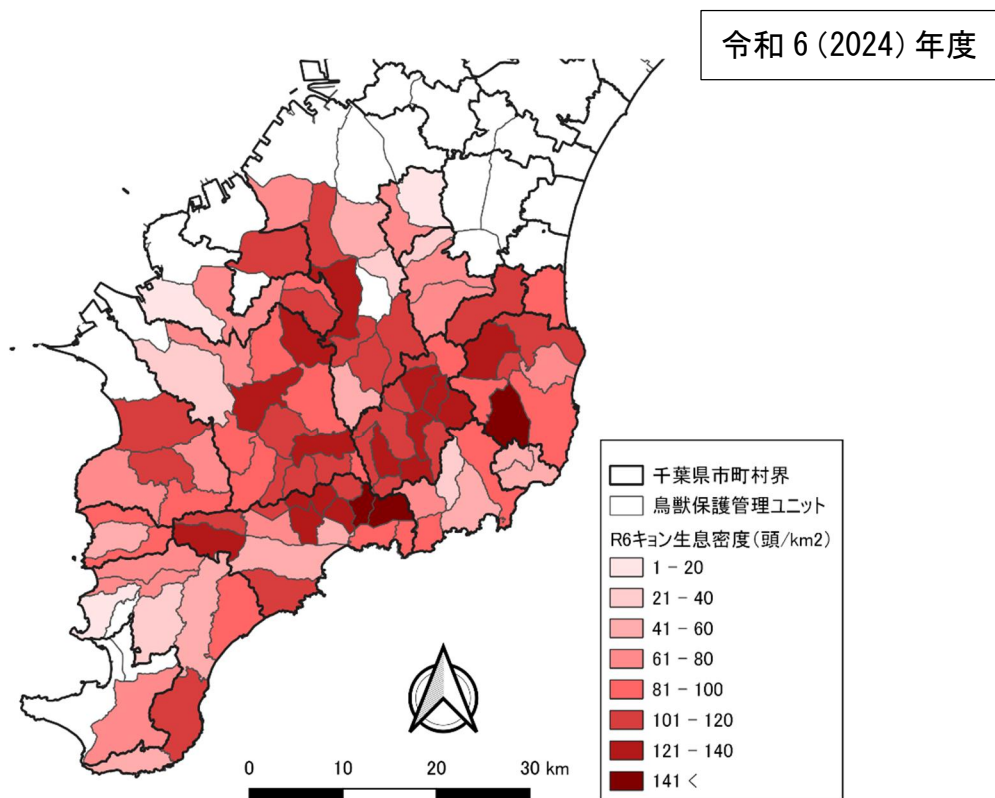 令和 6 (2024) 年度
千葉県市町村界
鳥獣保護管理ユニット
R6キョン生息密度(頭/km2)
1 - 20
21 - 40
41 - 60
61 - 80
81 - 100
101 - 120
121 - 140
141 <
0 10 20 30 km